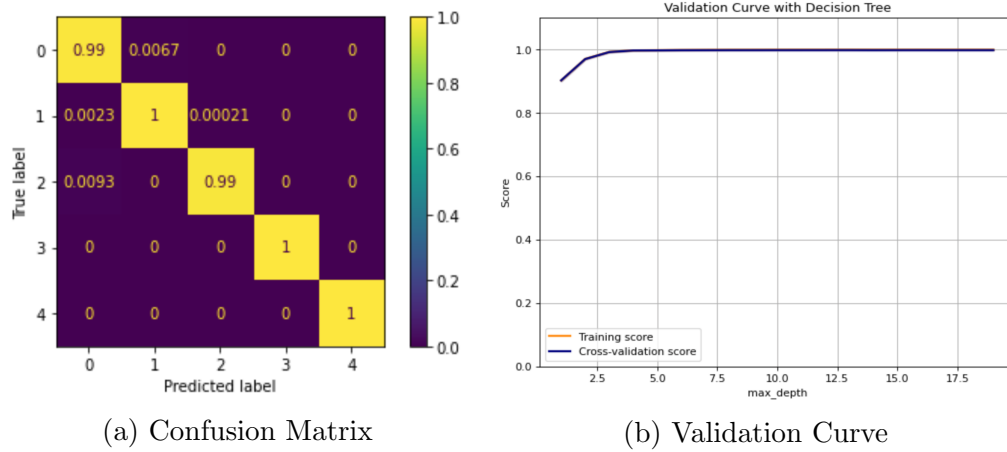 True label
0
1
2
3
4
0.99 0.0067 0 0 0
0.0023 1 0.00021 0 0
0.0093 0 0.99 0 0
0 0 0 1 0
0 0 0 0 1
0 1 2 3 4
Predicted label
1.0
0.8
0.6
0.4
0.2
0.0
(a) Confusion Matrix
Validation Curve with Decision Tree
Score
1.0
0.8
0.6
0.4
0.2
0.0
Training score
Cross-validation score
2.5 5.0 7.5 10.0 12.5 15.0 17.5
max_depth
(b) Validation Curve